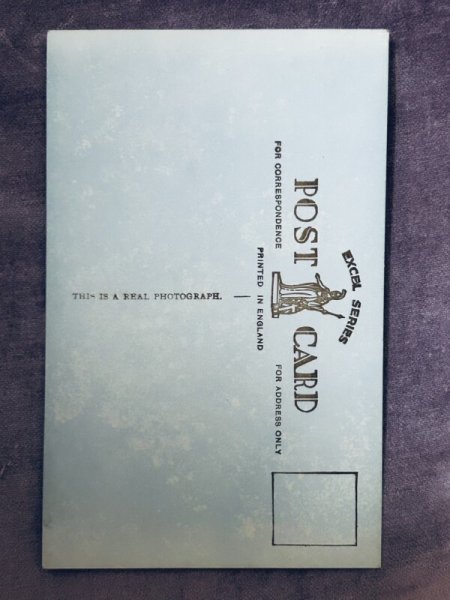 EXCEL SERIES
POST CARD
FOR CORRESPONDENCE
FOR ADDRESS ONLY
PRINTED IN ENGLAND
THIS IS A REAL PHOTOGRAPH.